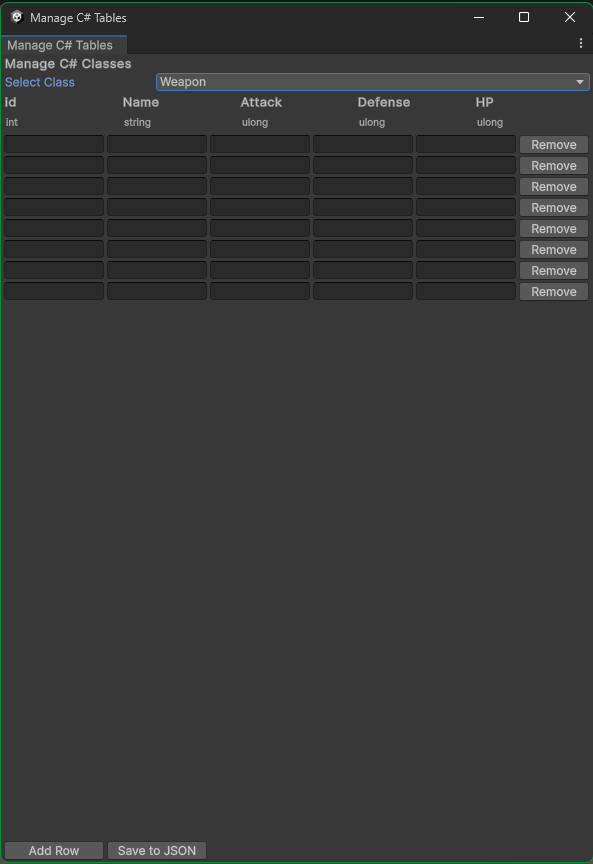 Manage C# Tables
Manage C# Tables
Manage C# Classes
Select Class Weapon
id Name Attack Defense HP
int string ulong ulong ulong
Remove
Remove
Remove
Remove
Remove
Remove
Remove
Remove
Add Row Save to JSON